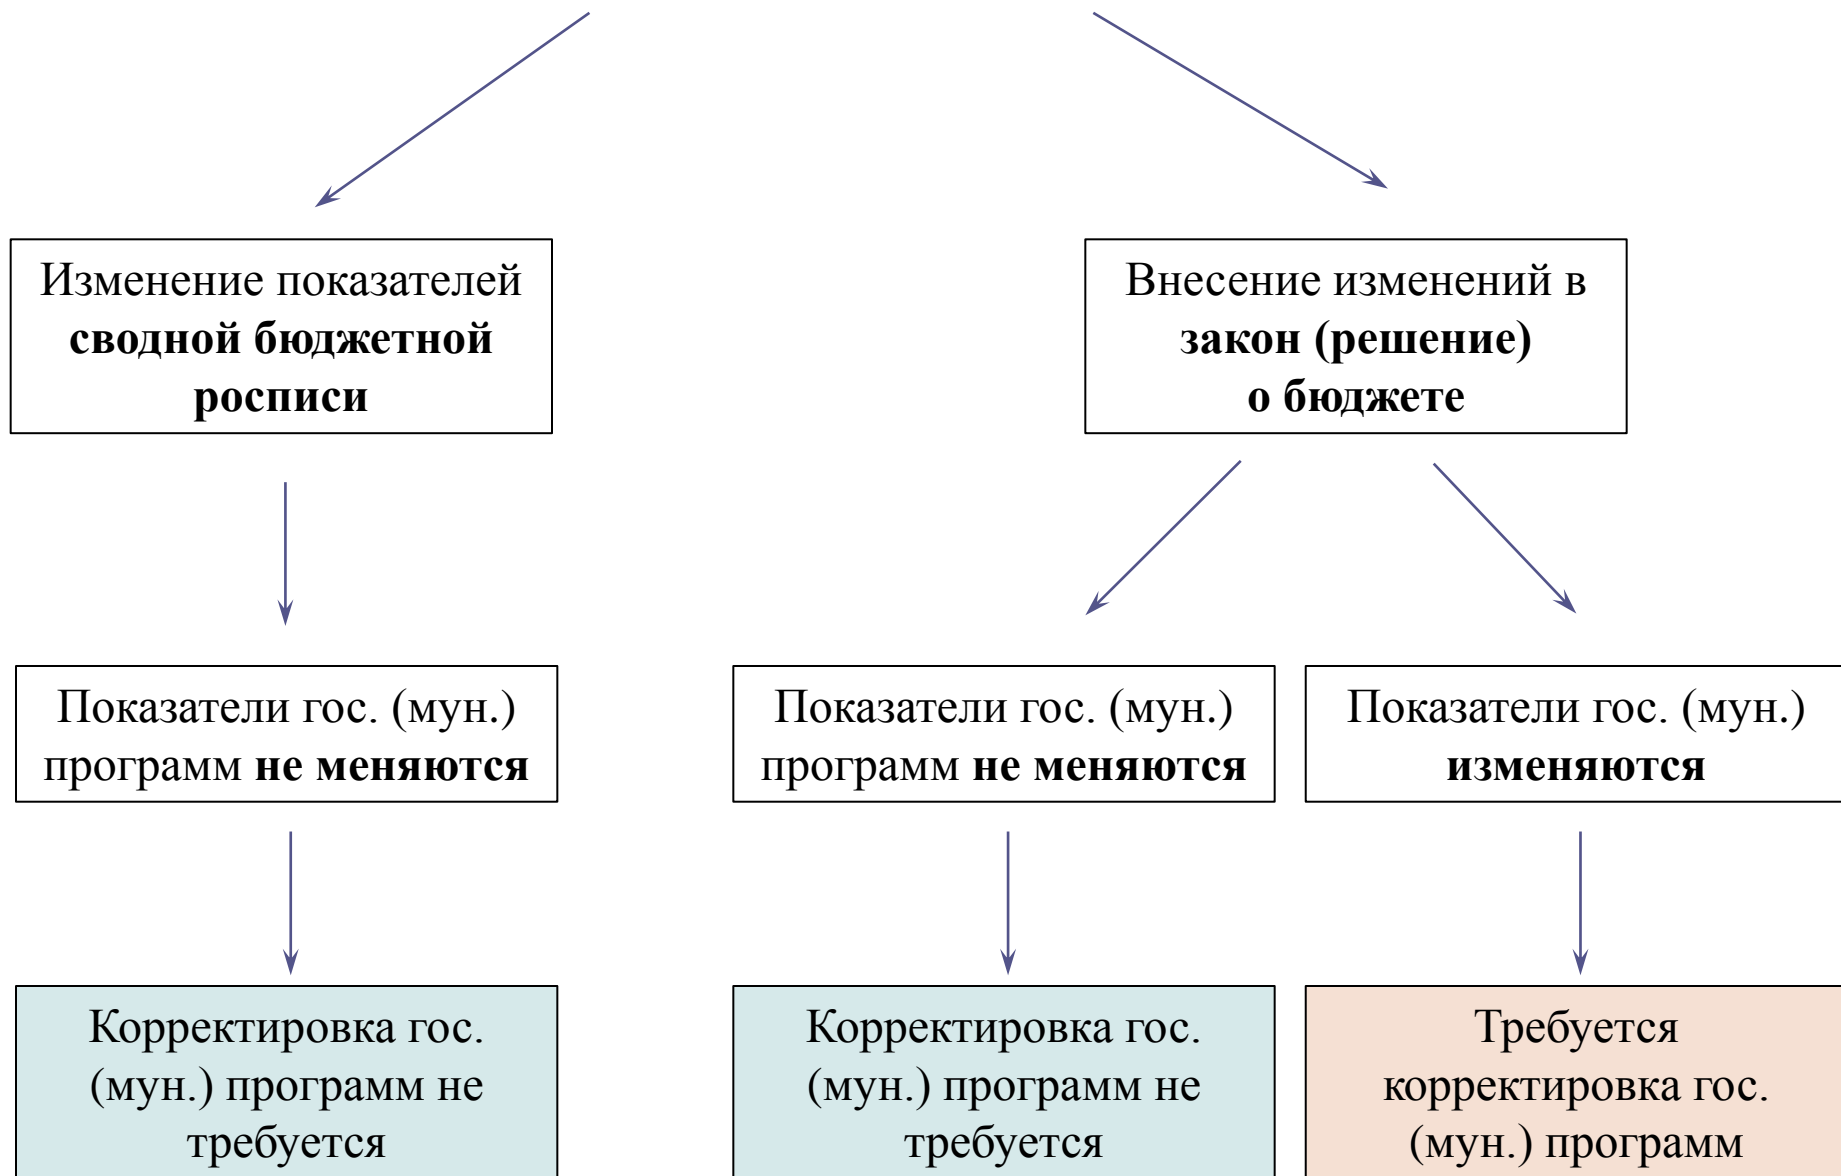 Изменение показателей
сводной бюджетной
росписи
Внесение изменений в
закон (решение)
о бюджете
Показатели гос. (мун.)
программ не меняются
Показатели гос. (мун.)
программ не меняются
Показатели гос. (мун.)
изменяются
Корректировка гос.
(мун.) программ не
требуется
Корректировка гос.
(мун.) программ не
требуется
Требуется
корректировка гос.
(мун.) программ